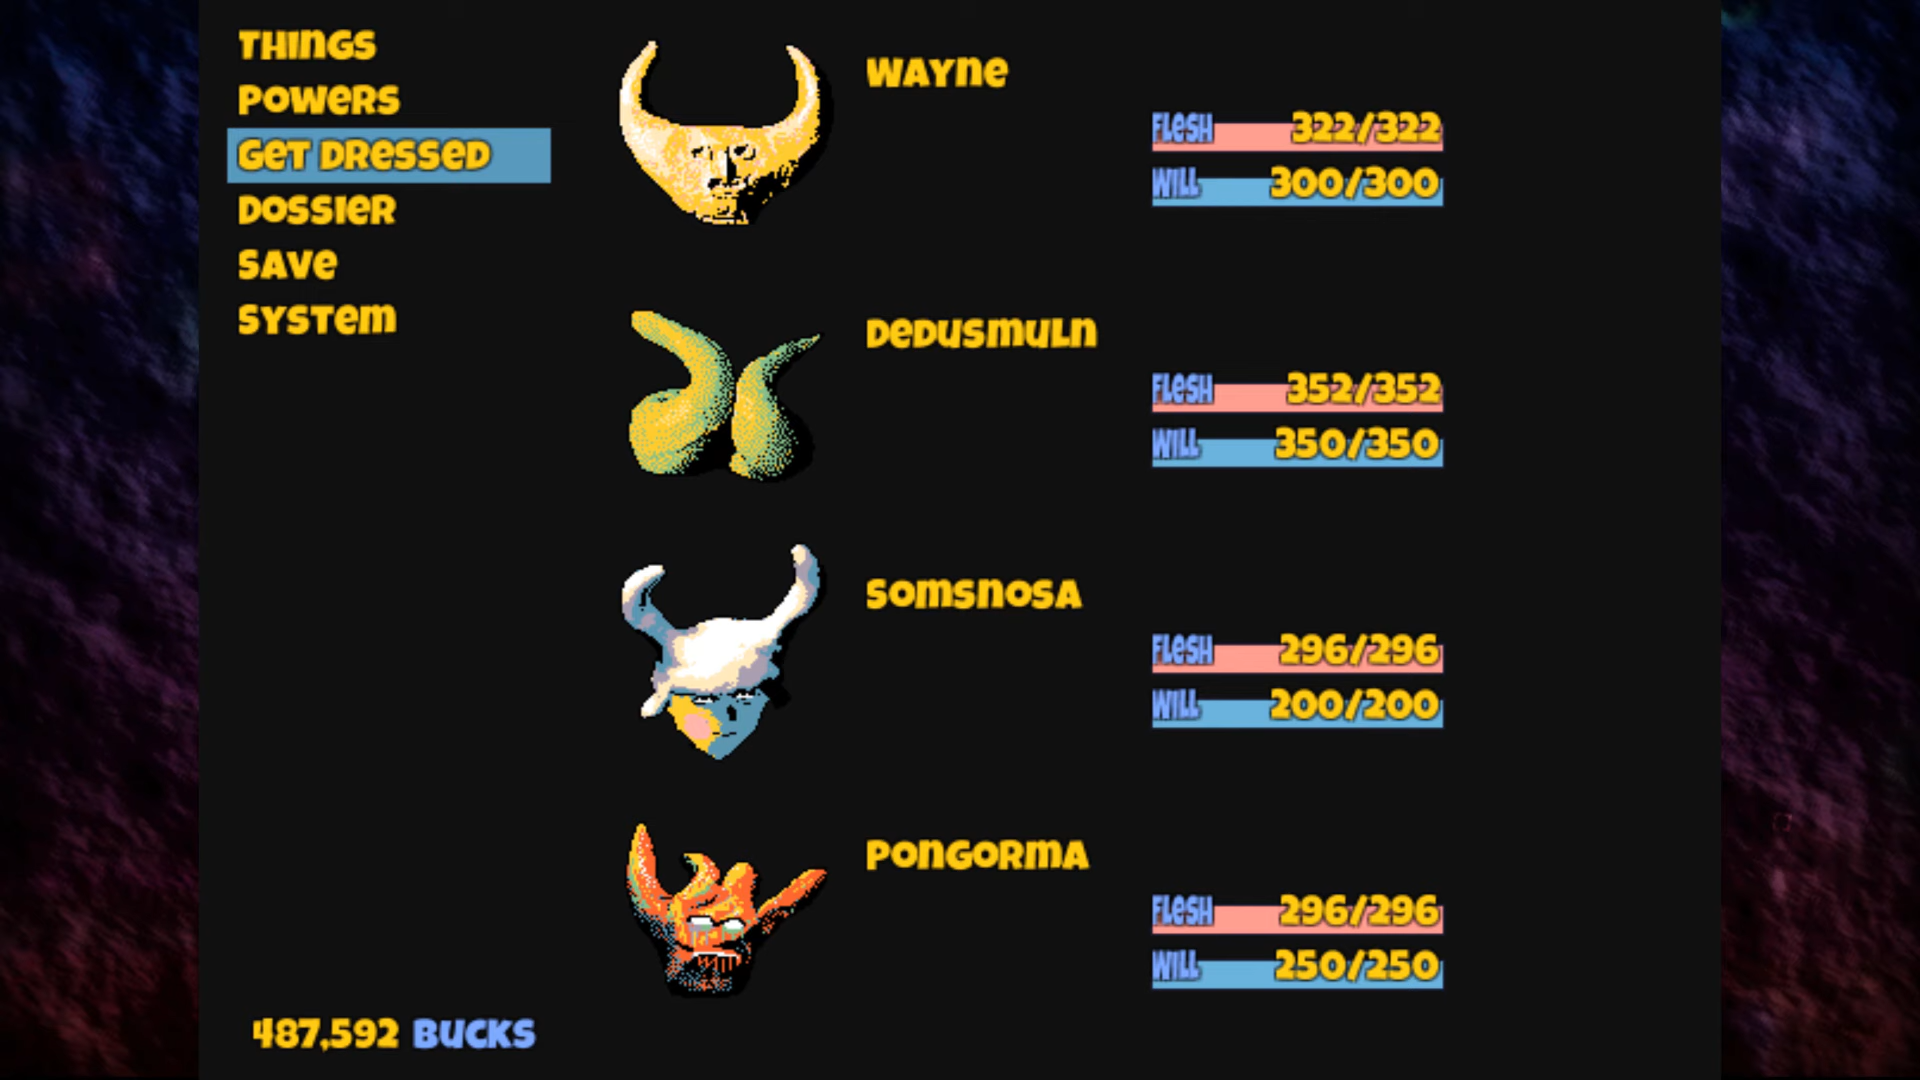 THINGS
POWERS
GET DRESSED
DOSSIER
SAVE
SYSTEM
WAYNE
FLESH 322/322
WILL 300/300
DEDUSMULN
FLESH 352/352
WILL 350/350
SOMSNOSA
FLESH 296/296
WILL 200/200
PONGORMA
FLESH 296/296
WILL 250/250
487,592 BUCKS